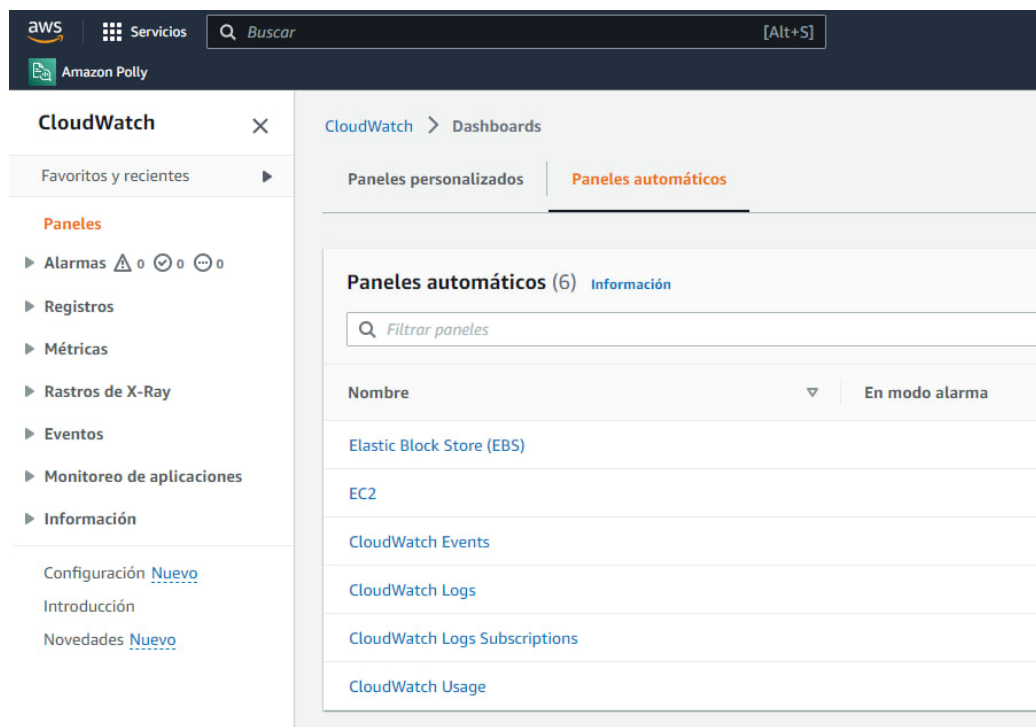 aws Servicios Buscar [Alt+S]
Amazon Polly
CloudWatch
Favoritos y recientes
Paneles
Alarmas 0 0 0
Registros
Métricas
Rastros de X-Ray
Eventos
Monitoreo de aplicaciones
Información
Configuración Nuevo
Introducción
Novedades Nuevo
CloudWatch Dashboards
Paneles personalizados Paneles automáticos
Paneles automáticos (6) Información
Filtrar paneles
Nombre En modo alarma
Elastic Block Store (EBS)
EC2
CloudWatch Events
CloudWatch Logs
CloudWatch Logs Subscriptions
CloudWatch Usage